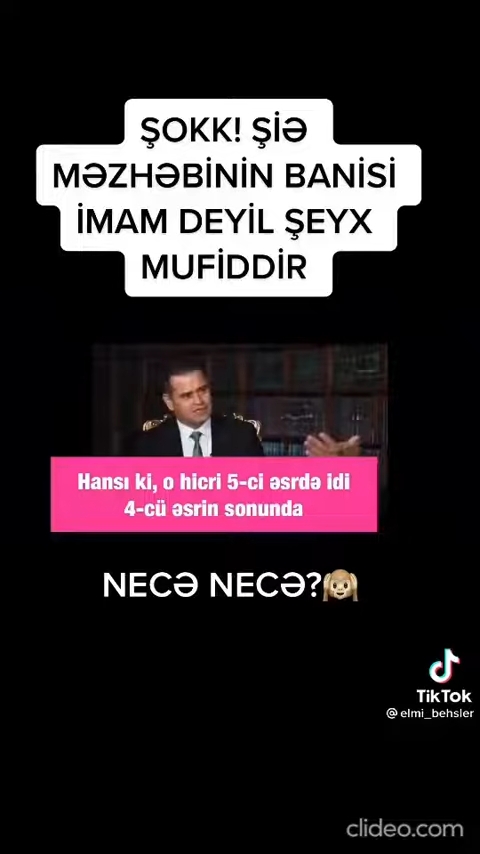 ŞOKK! ŞİƏ
MƏZHƏBİNİN BANİSİ
İMAM DEYİL ŞEYX
MUFİDDİR
Hansı ki, o hicri 5-ci əsrdə idi
4-cü əsrin sonunda
NECƏ NECƏ?🙉
TikTok
@elmi_behsler
clideo.com